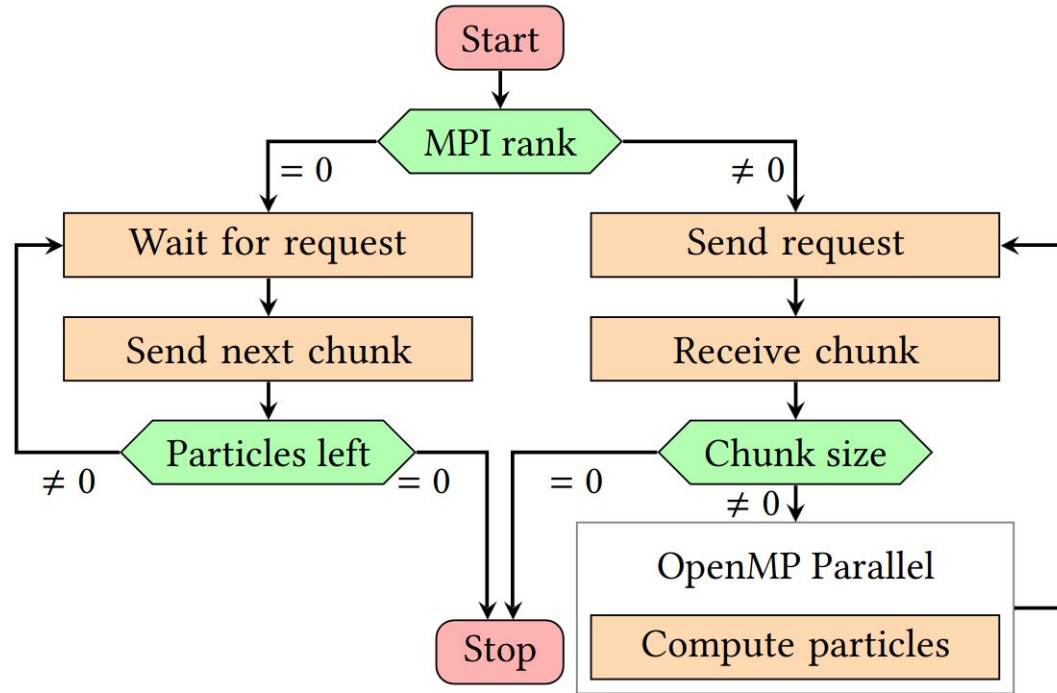 Start
MPI rank
= 0
≠ 0
Wait for request
Send request
Send next chunk
Receive chunk
Particles left
Chunk size
≠ 0
= 0
= 0
≠ 0
OpenMP Parallel
Stop
Compute particles